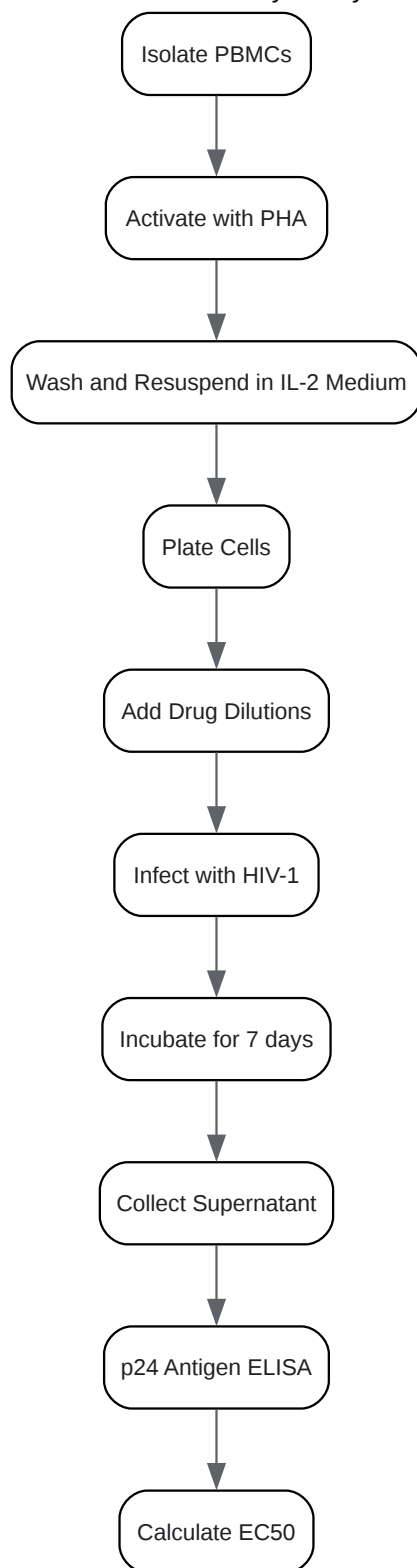 Isolate PBMCs
Activate with PHA
Wash and Resuspend in IL-2 Medium
Plate Cells
Add Drug Dilutions
Infect with HIV-1
Incubate for 7 days
Collect Supernatant
p24 Antigen ELISA
Calculate EC50